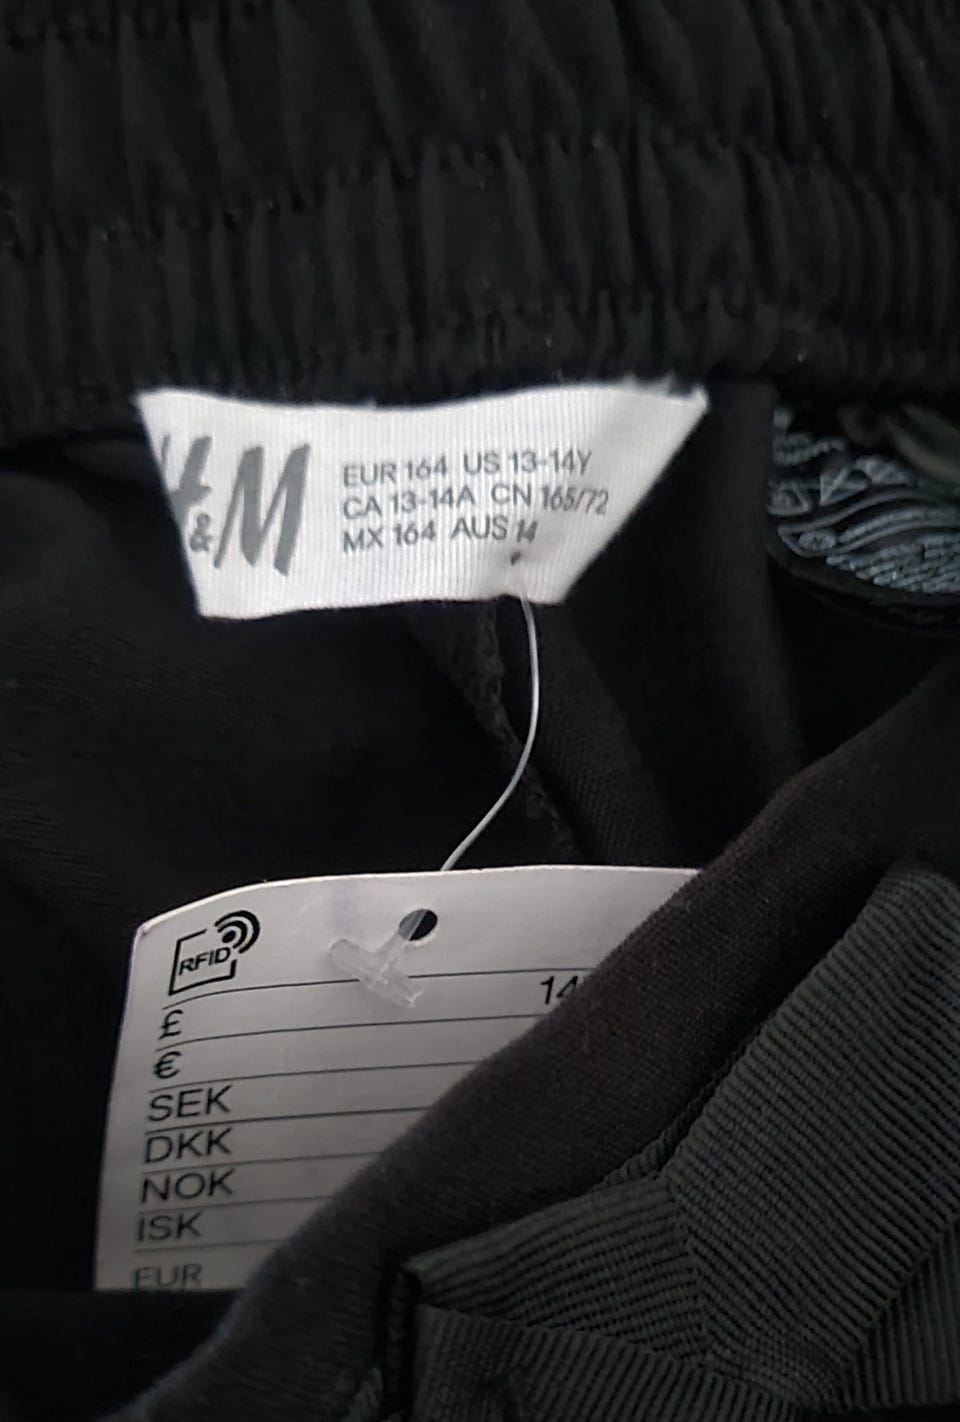 H&M
EUR 164 US 13-14Y
CA 13-14A CN 165/72
MX 164 AUS 14
RFID
14
£
€
SEK
DKK
NOK
ISK
EUR